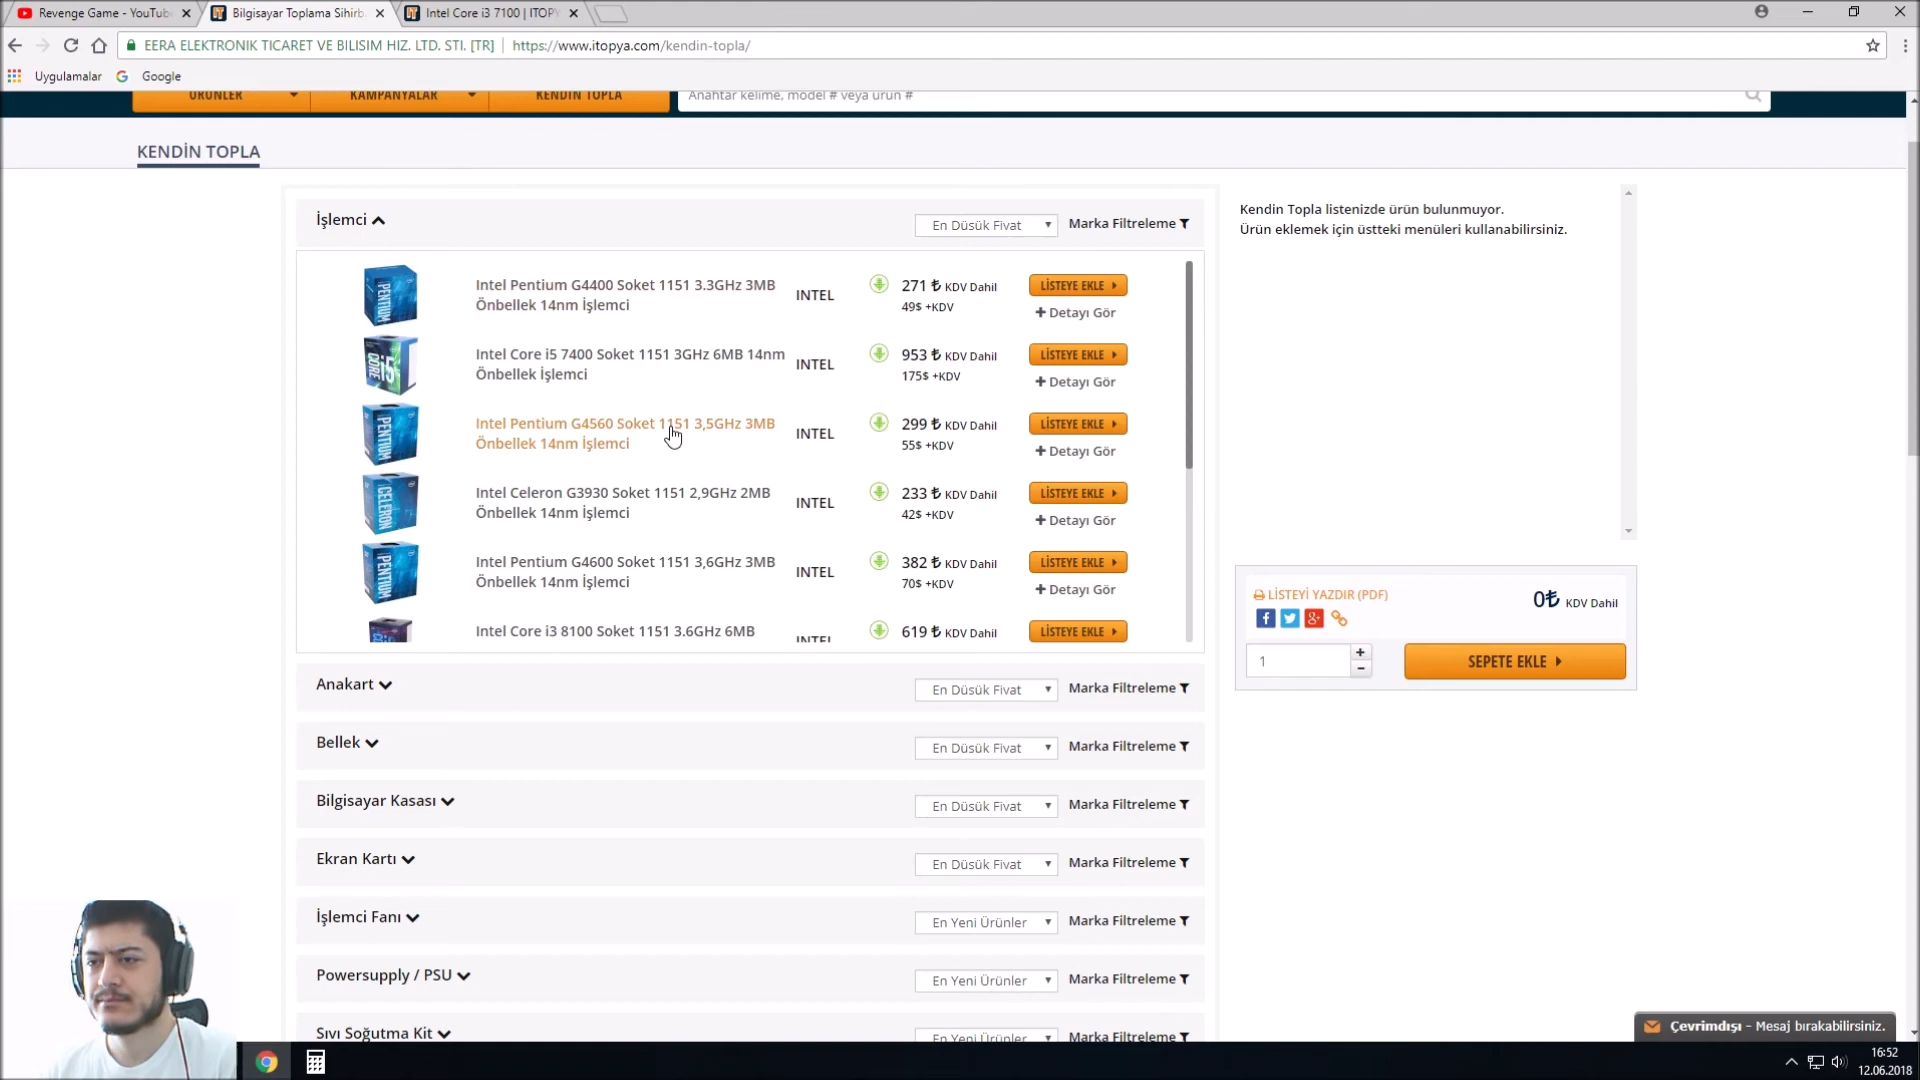 Revenge Game - YouTub
Bilgisayar Toplama Sihirb
Intel Core i3 7100 | ITOPY
EERA ELEKTRONIK TICARET VE BILISIM HIZ. LTD. STI. [TR] | https://www.itopya.com/kendin-topla/
Uygulamalar Google
ÜRÜNLER KAMPANYALAR KENDİN TOPLA Anahtar kelime, model # veya ürün #
KENDİN TOPLA
İşlemci En Düşük Fiyat Marka Filtreleme
PENTIUM
Intel Pentium G4400 Soket 1151 3.3GHz 3MB
Önbellek 14nm İşlemci
INTEL
271 ₺ KDV Dahil
49$ +KDV
LİSTEYE EKLE
+ Detayı Gör
CORE i5
Intel Core i5 7400 Soket 1151 3GHz 6MB 14nm
Önbellek İşlemci
INTEL
953 ₺ KDV Dahil
175$ +KDV
LİSTEYE EKLE
+ Detayı Gör
PENTIUM
Intel Pentium G4560 Soket 1151 3,5GHz 3MB
Önbellek 14nm İşlemci
INTEL
299 ₺ KDV Dahil
55$ +KDV
LİSTEYE EKLE
+ Detayı Gör
CELERON
Intel Celeron G3930 Soket 1151 2,9GHz 2MB
Önbellek 14nm İşlemci
INTEL
233 ₺ KDV Dahil
42$ +KDV
LİSTEYE EKLE
+ Detayı Gör
PENTIUM
Intel Pentium G4600 Soket 1151 3,6GHz 3MB
Önbellek 14nm İşlemci
INTEL
382 ₺ KDV Dahil
70$ +KDV
LİSTEYE EKLE
+ Detayı Gör
Intel Core i3 8100 Soket 1151 3.6GHz 6MB
INTEL
619 ₺ KDV Dahil
LİSTEYE EKLE
Anakart En Düşük Fiyat Marka Filtreleme
Bellek En Düşük Fiyat Marka Filtreleme
Bilgisayar Kasası En Düşük Fiyat Marka Filtreleme
Ekran Kartı En Düşük Fiyat Marka Filtreleme
İşlemci Fanı En Yeni Ürünler Marka Filtreleme
Powersupply / PSU En Yeni Ürünler Marka Filtreleme
Sıvı Soğutma Kit En Yeni Ürünler Marka Filtreleme
Kendin Topla listenizde ürün bulunmuyor.
Ürün eklemek için üstteki menüleri kullanabilirsiniz.
LİSTEYİ YAZDIR (PDF)
0₺ KDV Dahil
1
SEPETE EKLE
Çevrimdışı - Mesaj bırakabilirsiniz.
16:52
12.06.2018